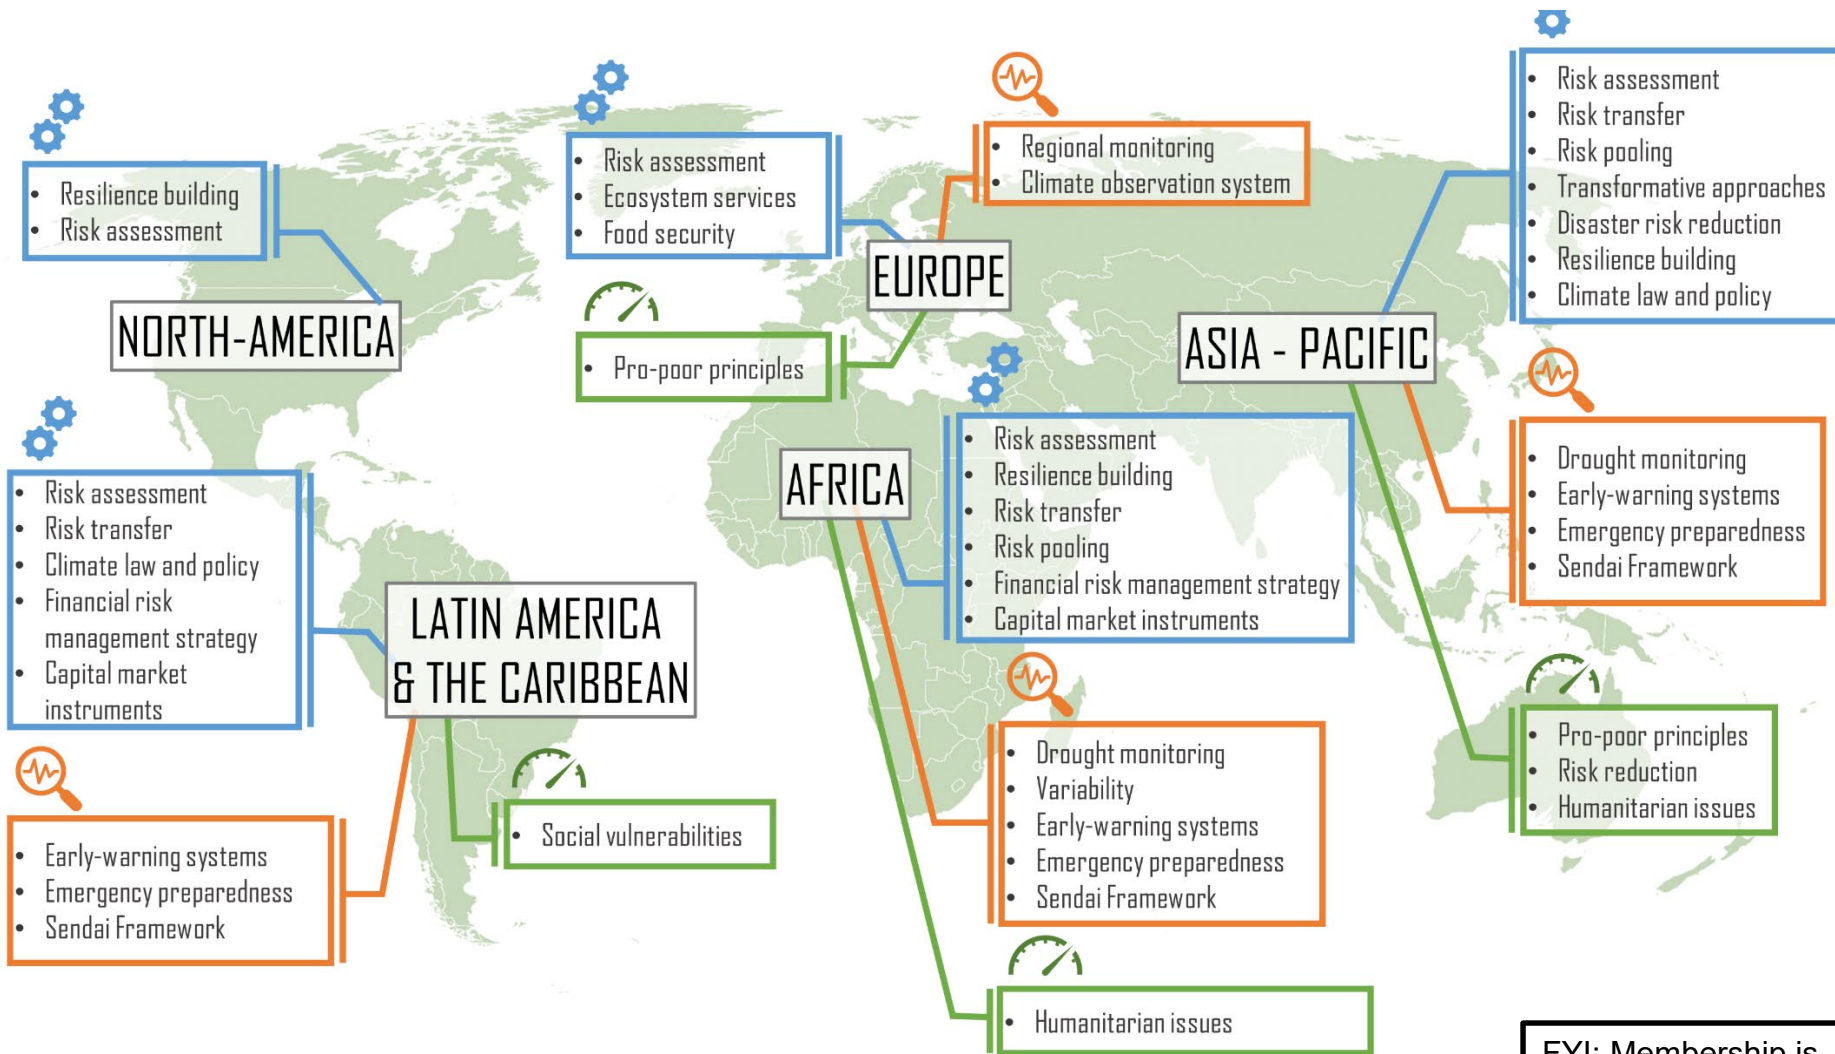 • Resilience building
• Risk assessment
NORTH-AMERICA
• Risk assessment
• Ecosystem services
• Food security
• Regional monitoring
• Climate observation system
EUROPE
• Pro-poor principles
• Risk assessment
• Risk transfer
• Risk pooling
• Transformative approaches
• Disaster risk reduction
• Resilience building
• Climate law and policy
ASIA - PACIFIC
• Drought monitoring
• Early-warning systems
• Emergency preparedness
• Sendai Framework
• Pro-poor principles
• Risk reduction
• Humanitarian issues
• Risk assessment
• Risk transfer
• Climate law and policy
• Financial risk
management strategy
• Capital market
instruments
LATIN AMERICA
& THE CARIBBEAN
• Early-warning systems
• Emergency preparedness
• Sendai Framework
• Social vulnerabilities
AFRICA
• Risk assessment
• Resilience building
• Risk transfer
• Risk pooling
• Financial risk management strategy
• Capital market instruments
• Drought monitoring
• Variability
• Early-warning systems
• Emergency preparedness
• Sendai Framework
• Humanitarian issues
FYI: Membership is